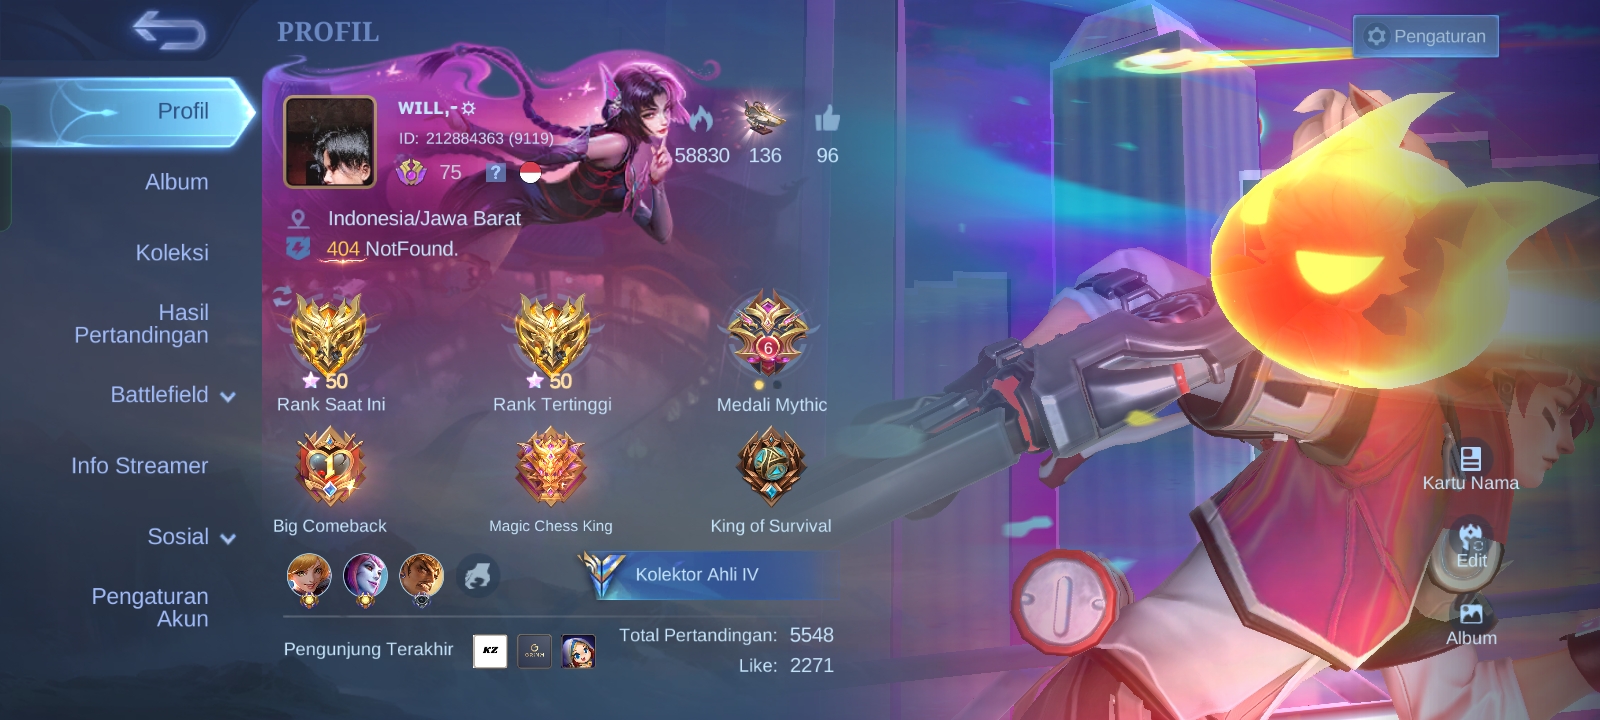 PROFIL
Pengaturan
Profil
Album
Koleksi
Hasil
Pertandingan
Battlefield
Info Streamer
Sosial
Pengaturan
Akun
WILL,-☼
ID: 212884363 (9119)
75
?
58830
136
96
Indonesia/Jawa Barat
404 NotFound.
50
50
6
Rank Saat Ini
Rank Tertinggi
Medali Mythic
Big Comeback
Magic Chess King
King of Survival
Kolektor Ahli IV
Pengunjung Terakhir
KZ
Total Pertandingan: 5548
Like: 2271
Kartu Nama
Edit
Album